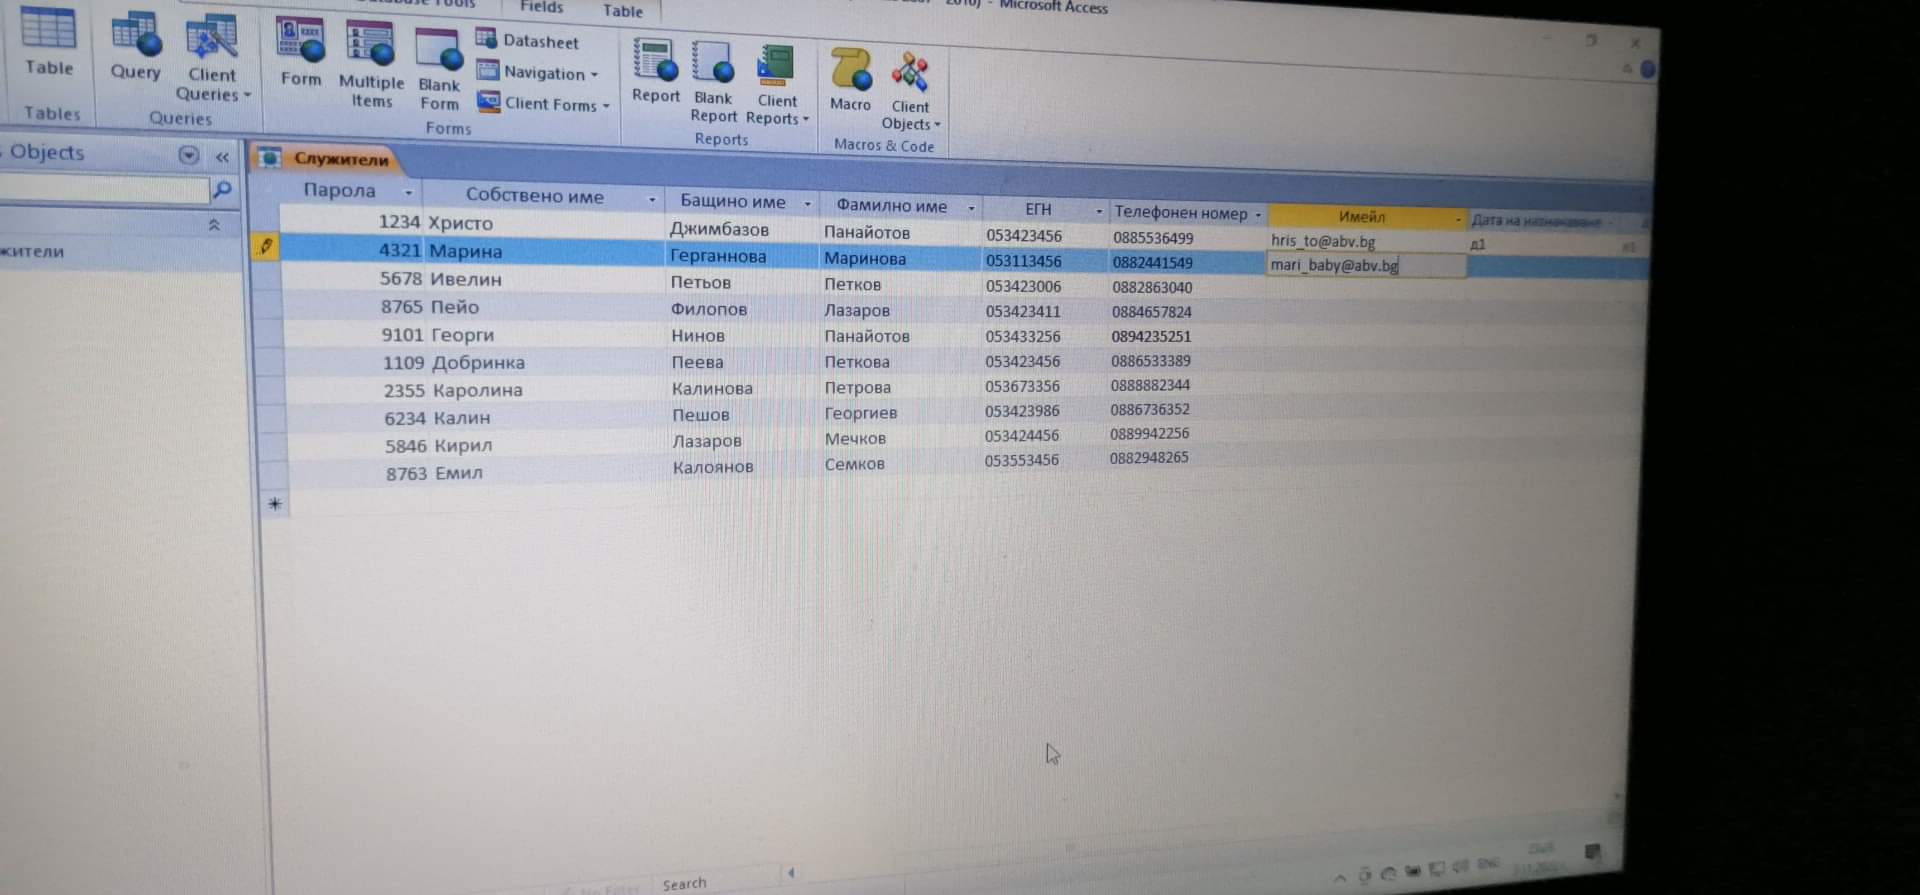 Fields Table
- Microsoft Access
Table
Query
Client Queries
Form
Multiple Items
Blank Form
Datasheet
Navigation
Client Forms
Report
Blank Report
Client Reports
Macro
Client Objects
Tables
Queries
Forms
Reports
Macros & Code
Objects
Служители
Парола Собствено име Бащино име Фамилно име ЕГН Телефонен номер Имейл Дата на назначаване
1234 Христо Джимбазов Панайотов 053423456 0885536499 hris_to@abv.bg д1
4321 Марина Герганнова Маринова 053113456 0882441549 mari_baby@abv.bg
5678 Ивелин Петьов Петков 053423006 0882863040
8765 Пейо Филопов Лазаров 053423411 0884657824
9101 Георги Нинов Панайотов 053433256 0894235251
1109 Добринка Пеева Петкова 053423456 0886533389
2355 Каролина Калинова Петрова 053673356 0888882344
6234 Калин Пешов Георгиев 053423986 0886736352
5846 Кирил Лазаров Мечков 053424456 0889942256
8763 Емил Калоянов Семков 053553456 0882948265
No Filter Search
ENG